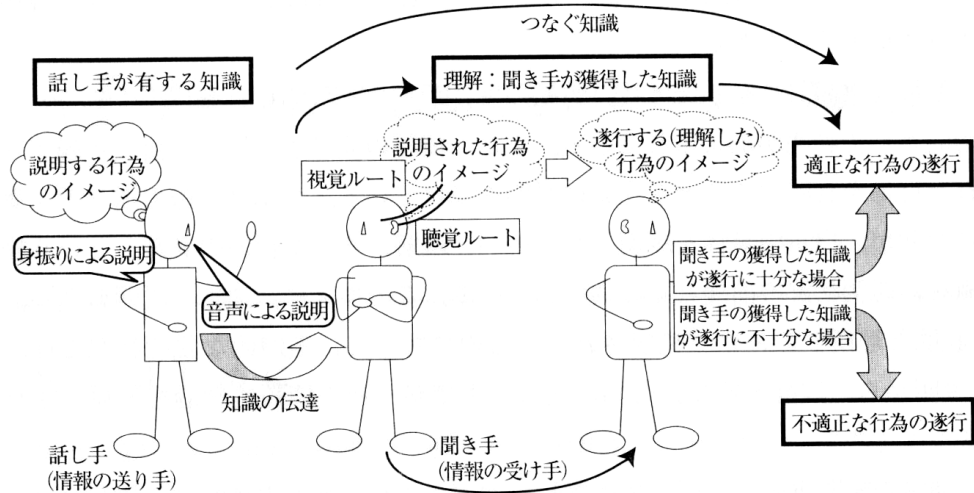 つなぐ知識
話し手が有する知識
理解：聞き手が獲得した知識
説明する行為
のイメージ
説明された行為
のイメージ
遂行する(理解した)
行為のイメージ
視覚ルート
聴覚ルート
適正な行為の遂行
身振りによる説明
音声による説明
聞き手の獲得した知識
が遂行に十分な場合
聞き手の獲得した知識
が遂行に不十分な場合
知識の伝達
不適正な行為の遂行
話し手
(情報の送り手)
聞き手
(情報の受け手)